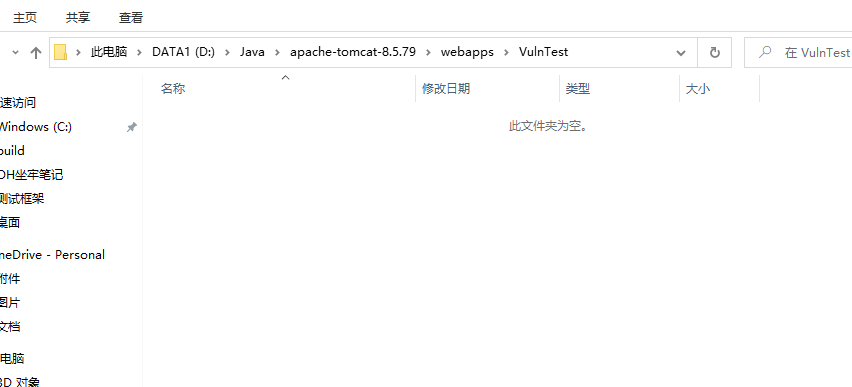 主页 共享 查看
此电脑 > DATA1 (D:) > Java > apache-tomcat-8.5.79 > webapps > VulnTest
在 VulnTest
名称 修改日期 类型 大小
此文件夹为空。
速访问
Windows (C:)
build
OH坐牢笔记
测试框架
桌面
neDrive - Personal
附件
图片
文档
电脑
3D 对象